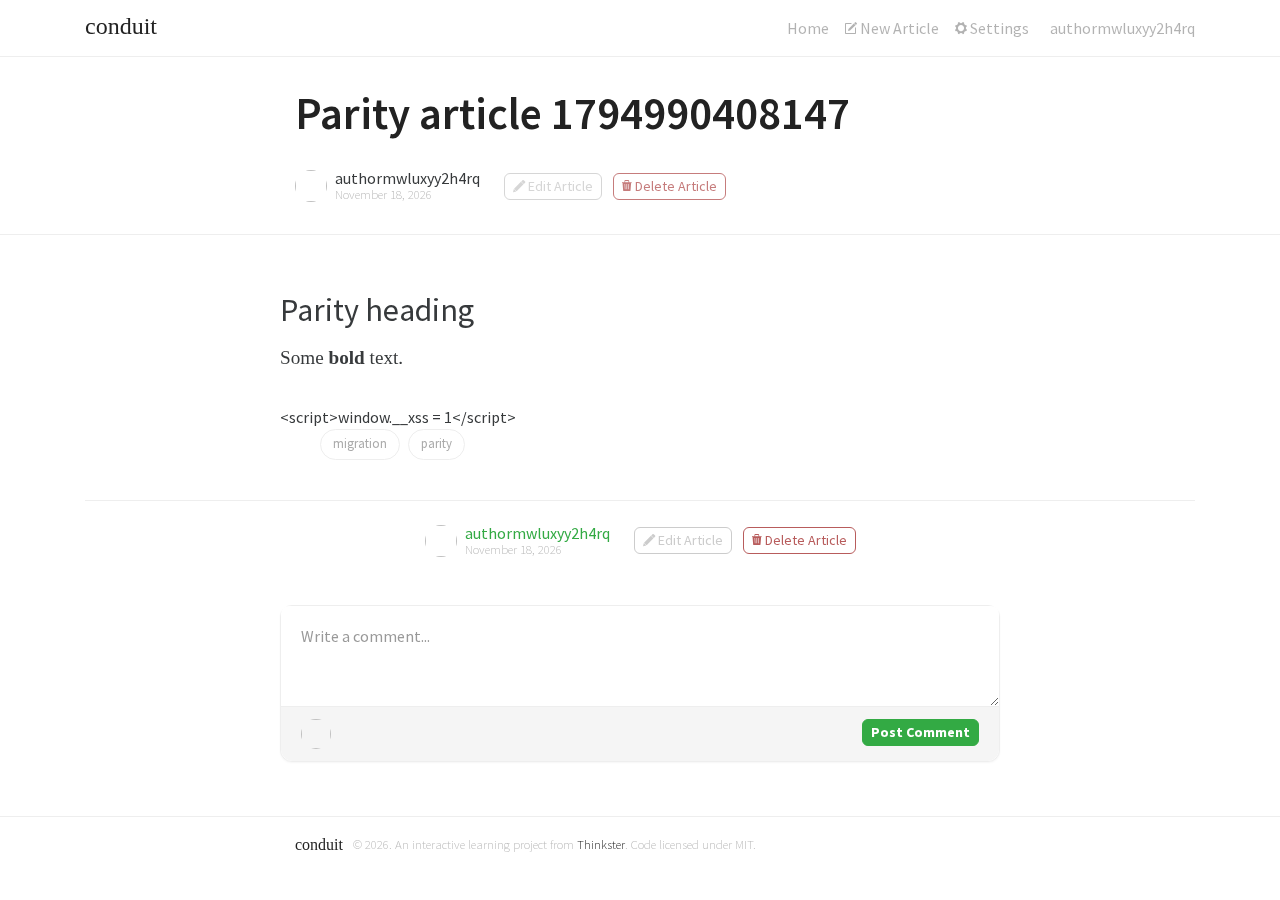 conduit
Home New Article Settings authormwluxyy2h4rq
Parity article 1794990408147
authormwluxyy2h4rq
November 18, 2026
Edit Article Delete Article
Parity heading
Some bold text.
<script>window.__xss = 1</script>
migration parity
authormwluxyy2h4rq
November 18, 2026
Edit Article Delete Article
Write a comment...
Post Comment
conduit © 2026. An interactive learning project from Thinkster. Code licensed under MIT.